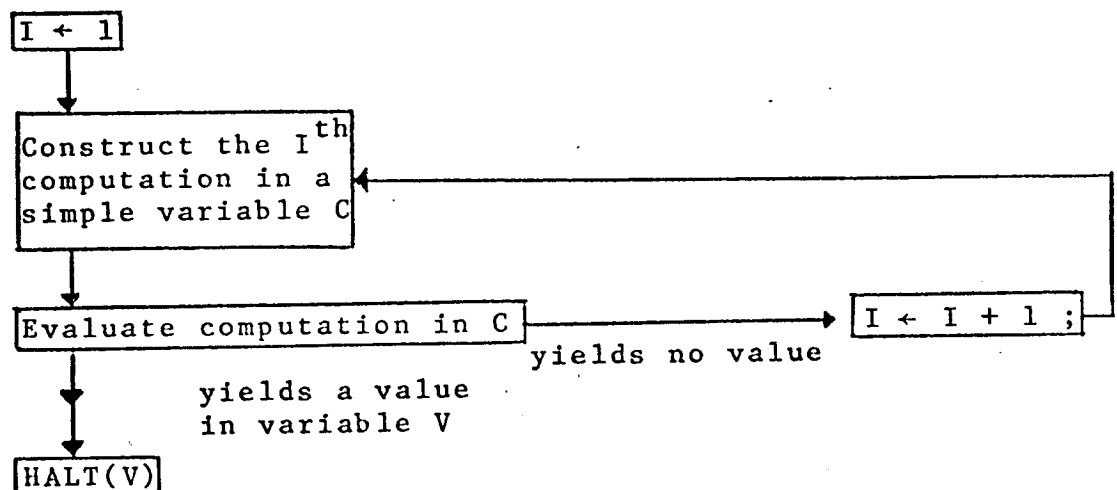 I ← 1
Construct the Ith
computation in a
simple variable C
Evaluate computation in C
yields no value
I ← I + 1 ;
yields a value
in variable V
HALT(V)